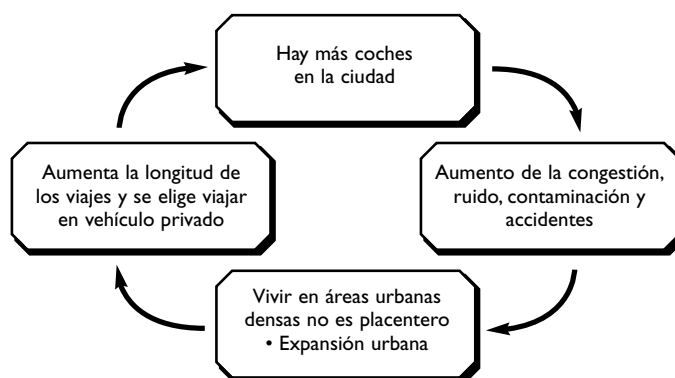 Hay más coches
en la ciudad
Aumento de la congestión,
ruido, contaminación y
accidentes
Vivir en áreas urbanas
densas no es placentero
• Expansión urbana
Aumenta la longitud de
los viajes y se elige viajar
en vehículo privado